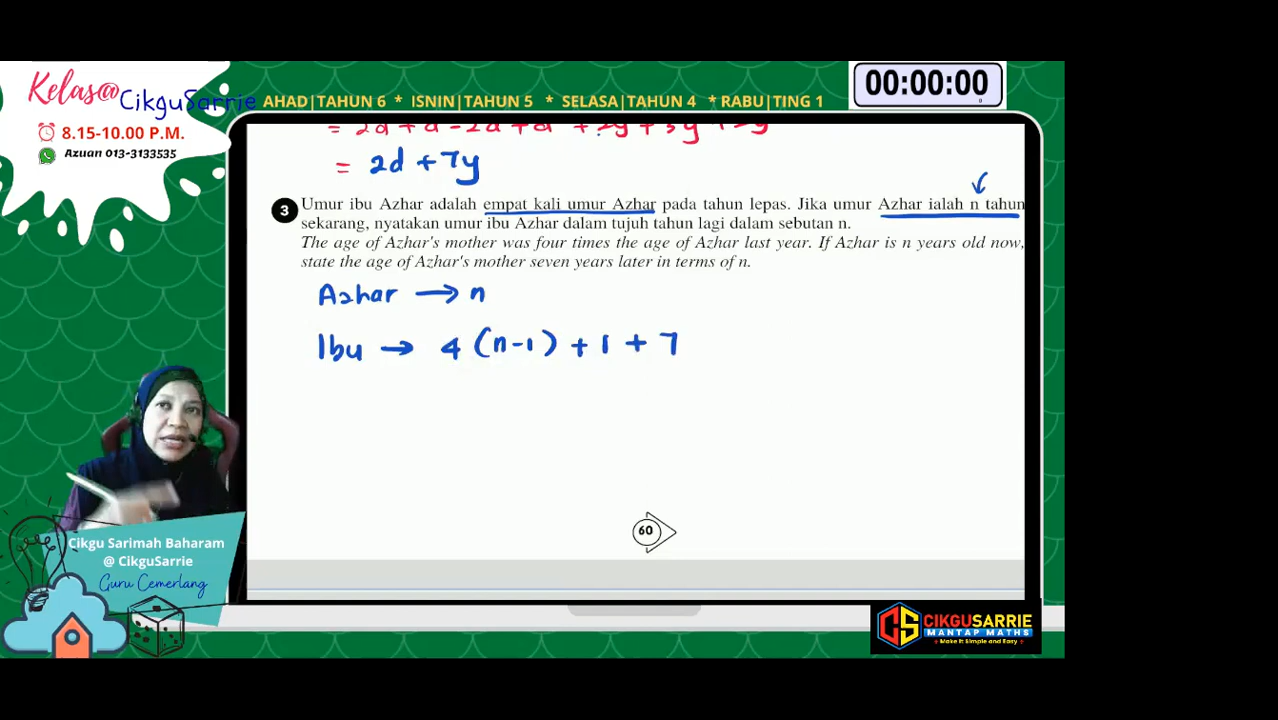 Kelas@CikguSarrie
8.15-10.00 P.M.
Azuan 013-3133535
AHAD|TAHUN 6 * ISNIN|TAHUN 5 * SELASA|TAHUN 4 * RABU|TING 1
00:00:00
= 2d + 7y
3 Umur ibu Azhar adalah empat kali umur Azhar pada tahun lepas. Jika umur Azhar ialah n tahun
sekarang, nyatakan umur ibu Azhar dalam tujuh tahun lagi dalam sebutan n.
The age of Azhar's mother was four times the age of Azhar last year. If Azhar is n years old now,
state the age of Azhar's mother seven years later in terms of n.
Azhar → n
Ibu → 4 (n-1) + 1 + 7
60
Cikgu Sarimah Baharam
@ CikguSarrie
Guru Cemerlang
CS CIKGUSARRIE
MANTAP MATHS
Make It Simple and Easy